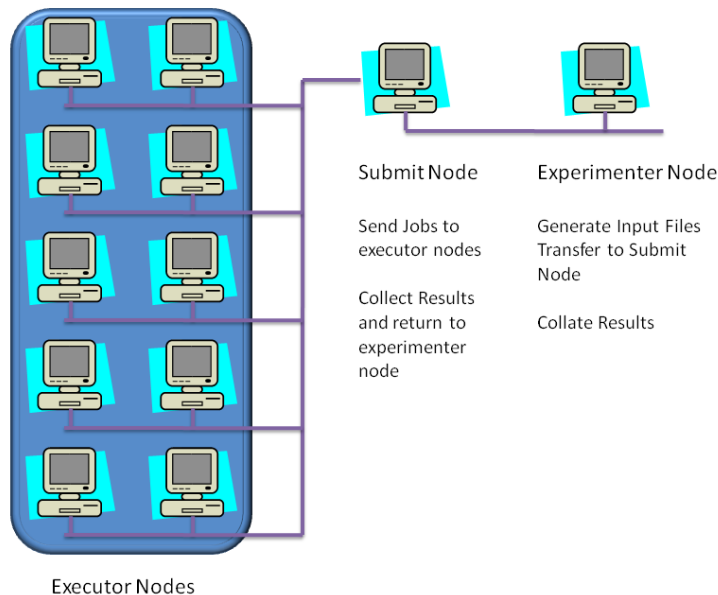 Submit Node
Send Jobs to
executor nodes
Collect Results
and return to
experimenter
node
Experimenter Node
Generate Input Files
Transfer to Submit
Node
Collate Results
Executor Nodes